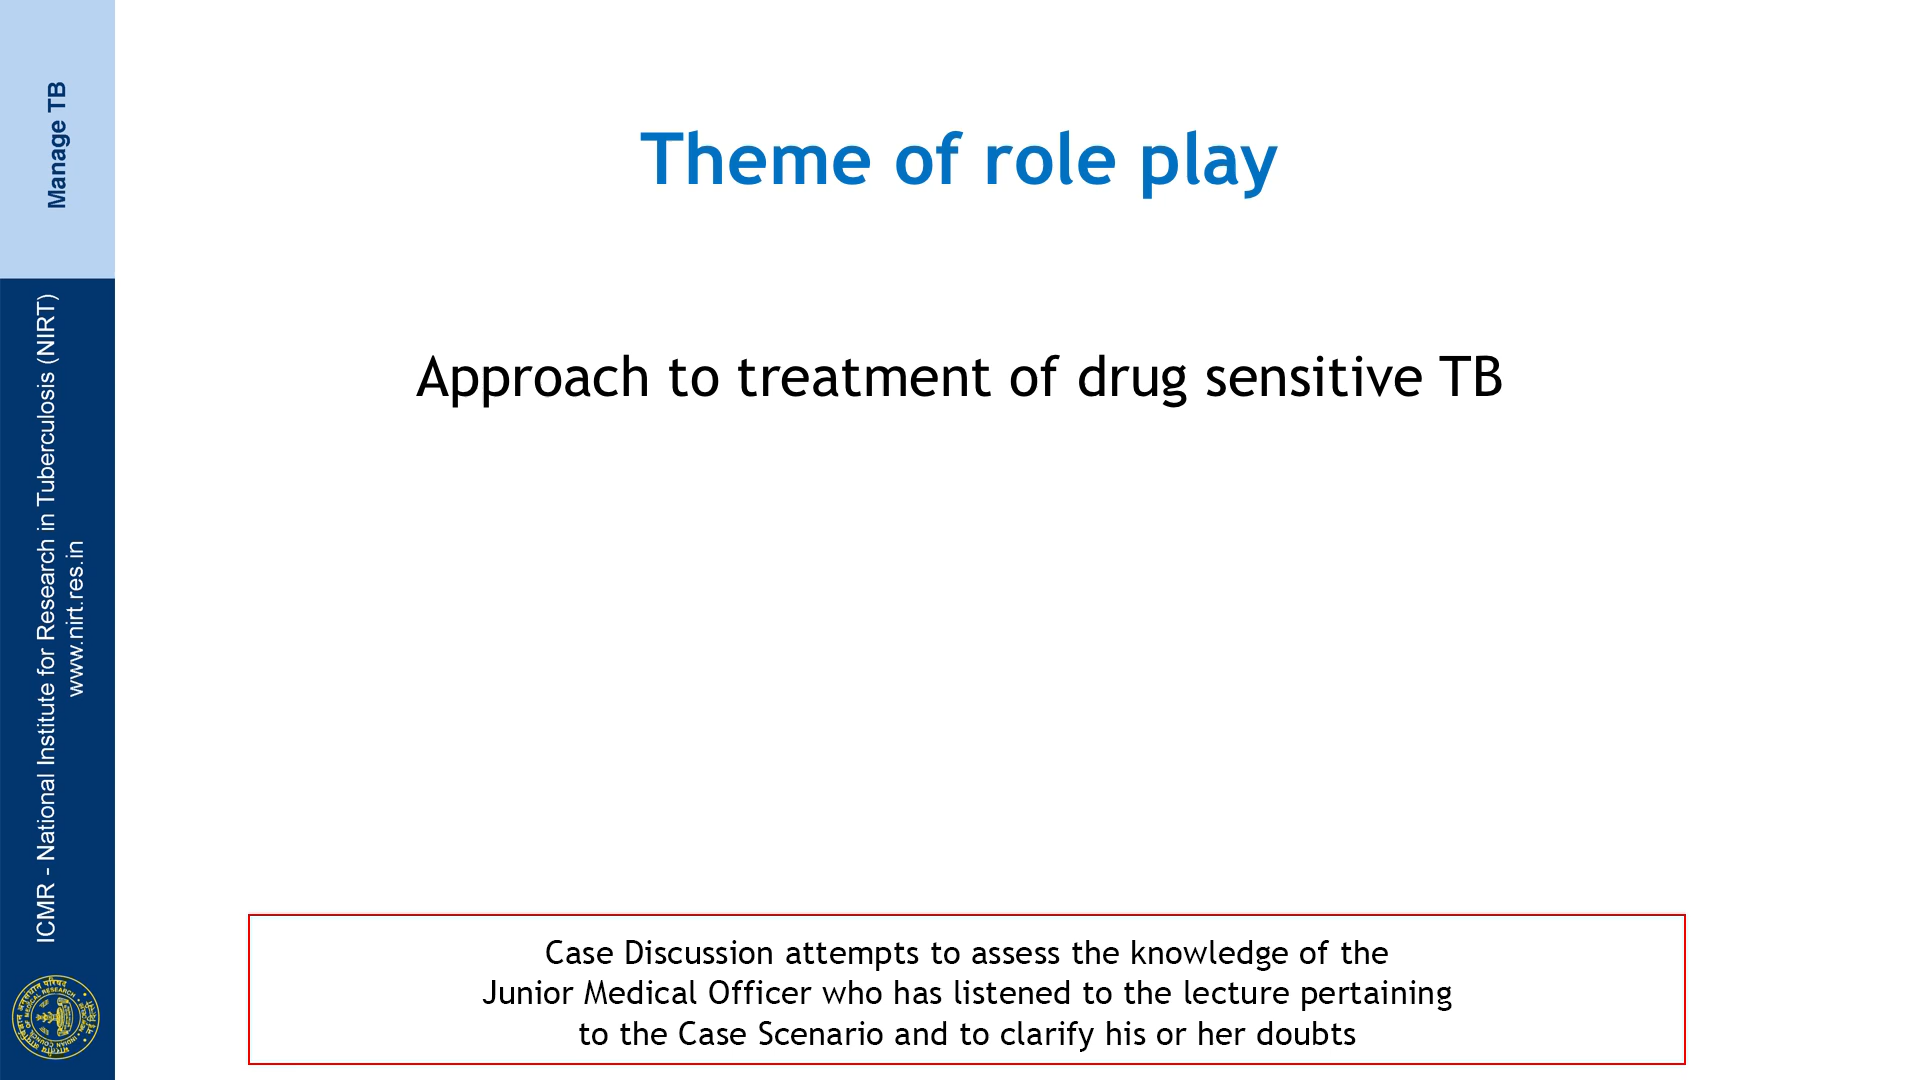 Manage TB
ICMR - National Institute for Research in Tuberculosis (NIRT)
www.nirt.res.in
Theme of role play
Approach to treatment of drug sensitive TB
Case Discussion attempts to assess the knowledge of the
Junior Medical Officer who has listened to the lecture pertaining
to the Case Scenario and to clarify his or her doubts